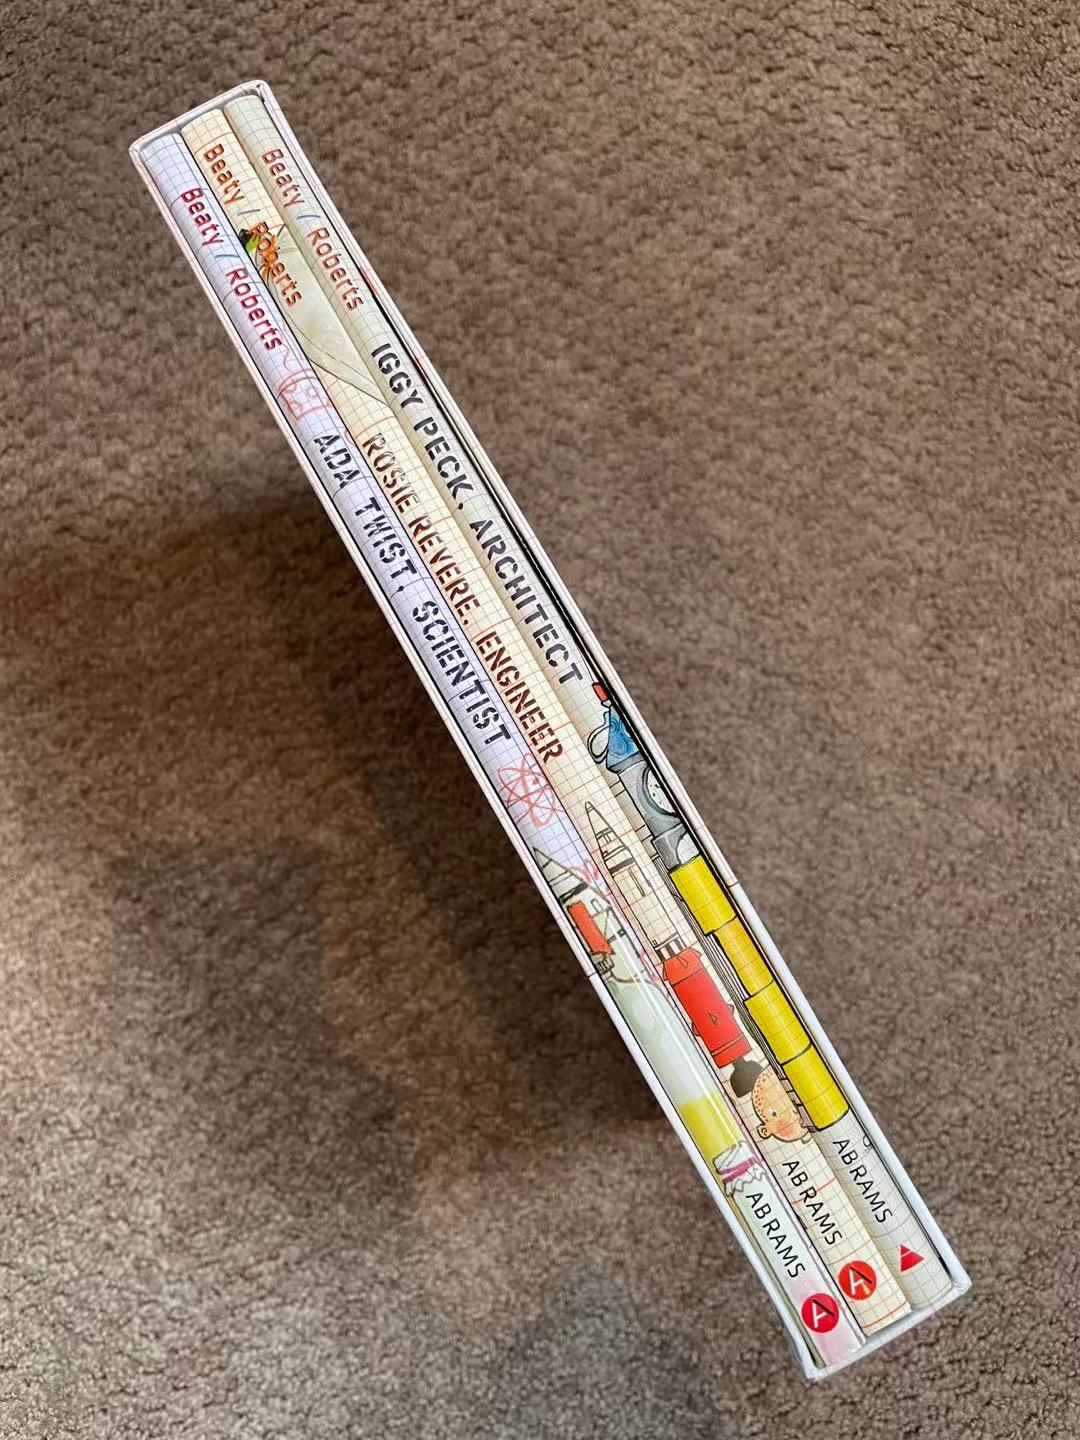 Beaty / Roberts IGGY PECK, ARCHITECT ABRAMS
Beaty / Roberts ROSIE REVERE, ENGINEER ABRAMS
Beaty / Roberts ADA TWIST, SCIENTIST ABRAMS